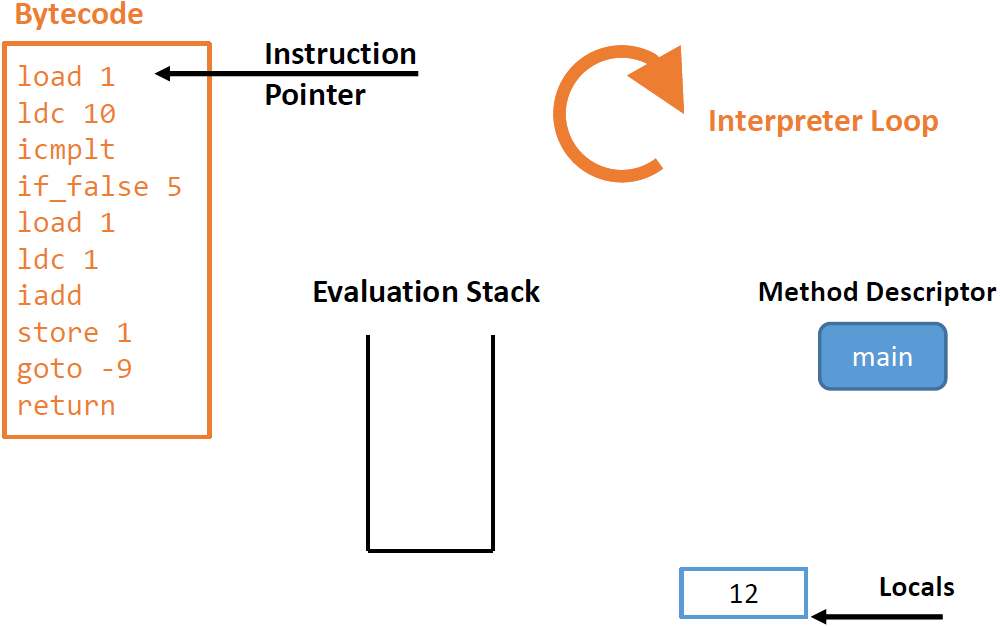 Bytecode
load 1
ldc 10
icmplt
if_false 5
load 1
ldc 1
iadd
store 1
goto -9
return
Instruction
Pointer
Interpreter Loop
Evaluation Stack
Method Descriptor
main
12
Locals